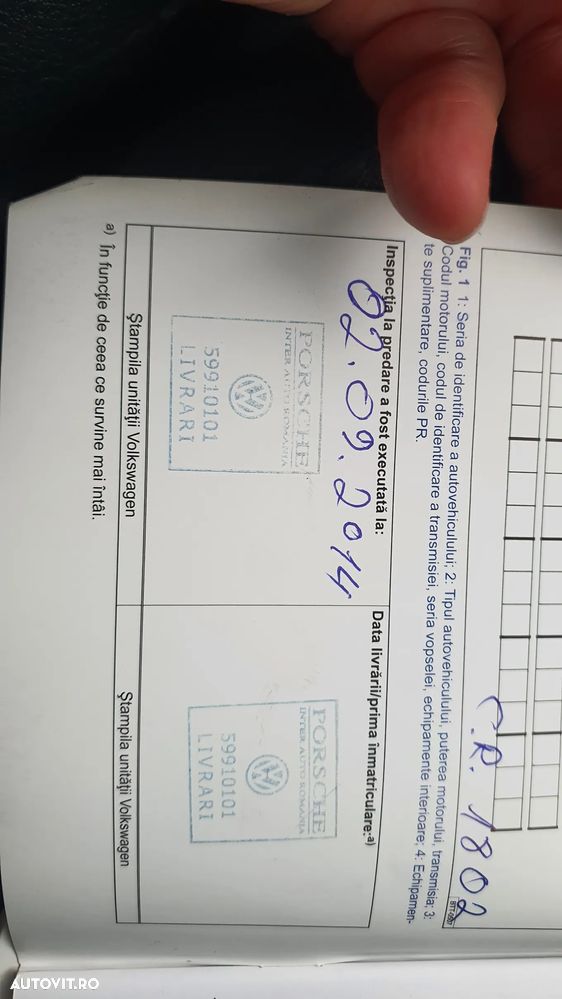 C.R. 1802
BTT-0907
Fig. 1 1: Seria de identificare a autovehiculului; 2: Tipul autovehiculului, puterea motorului, transmisia; 3:
Codul motorului, codul de identificare a transmisiei, seria vopselei, echipamente interioare; 4: Echipamen-
te suplimentare, codurile PR.
Inspecția la predare a fost executată la:
02.09.2014
PORSCHE
INTER AUTO ROMANIA
59910101
LIVRARI
Ștampila unității Volkswagen
Data livrării/prima înmatriculare:a)
PORSCHE
INTER AUTO ROMANIA
59910101
LIVRARI
Ștampila unității Volkswagen
a) În funcție de ceea ce survine mai întâi.
AUTOVIT.RO